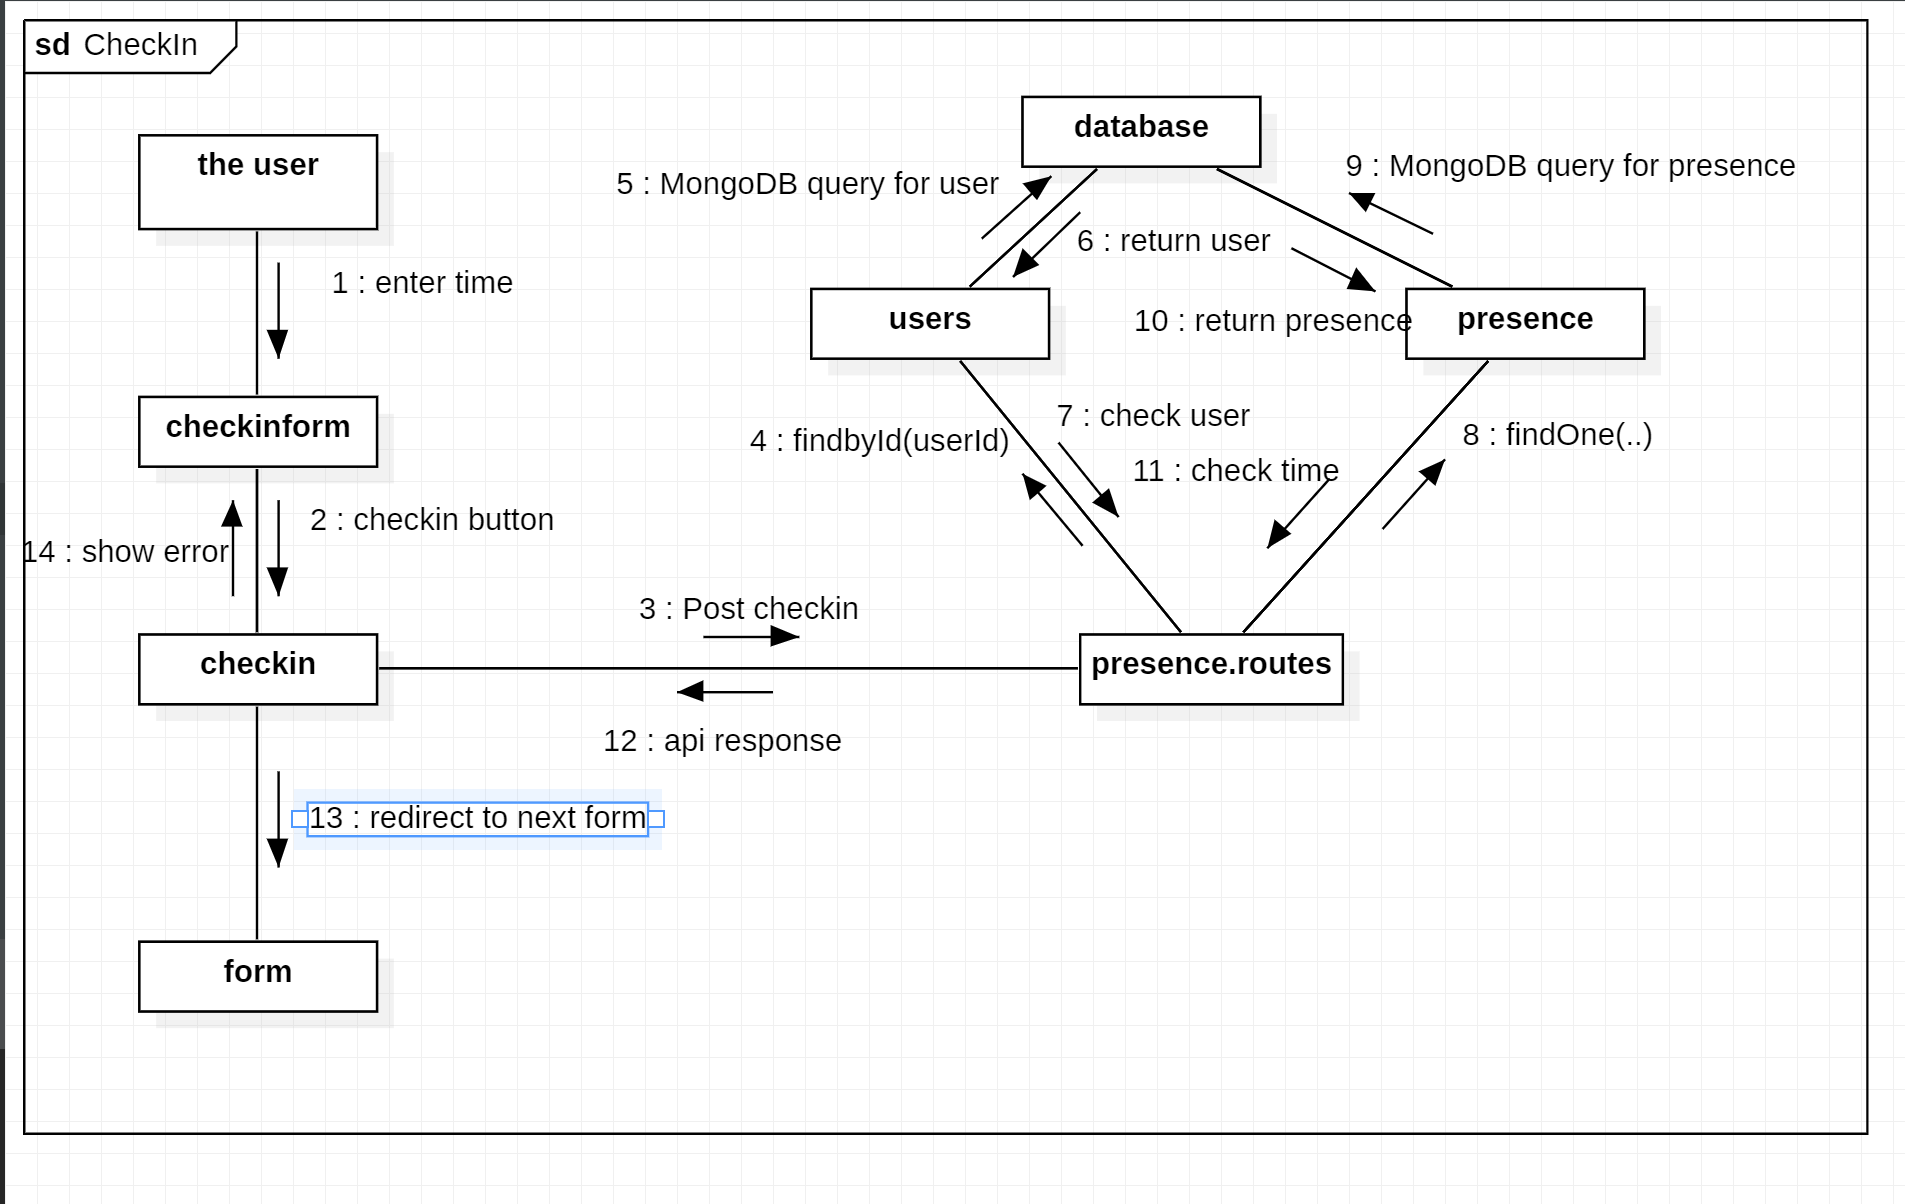 sd CheckIn
database
the user
5 : MongoDB query for user
9 : MongoDB query for presence
6 : return user
1 : enter time
users
10 : return presence
presence
checkinform
4 : findbyId(userId)
7 : check user
8 : findOne(..)
11 : check time
2 : checkin button
14 : show error
3 : Post checkin
checkin
presence.routes
12 : api response
13 : redirect to next form
form